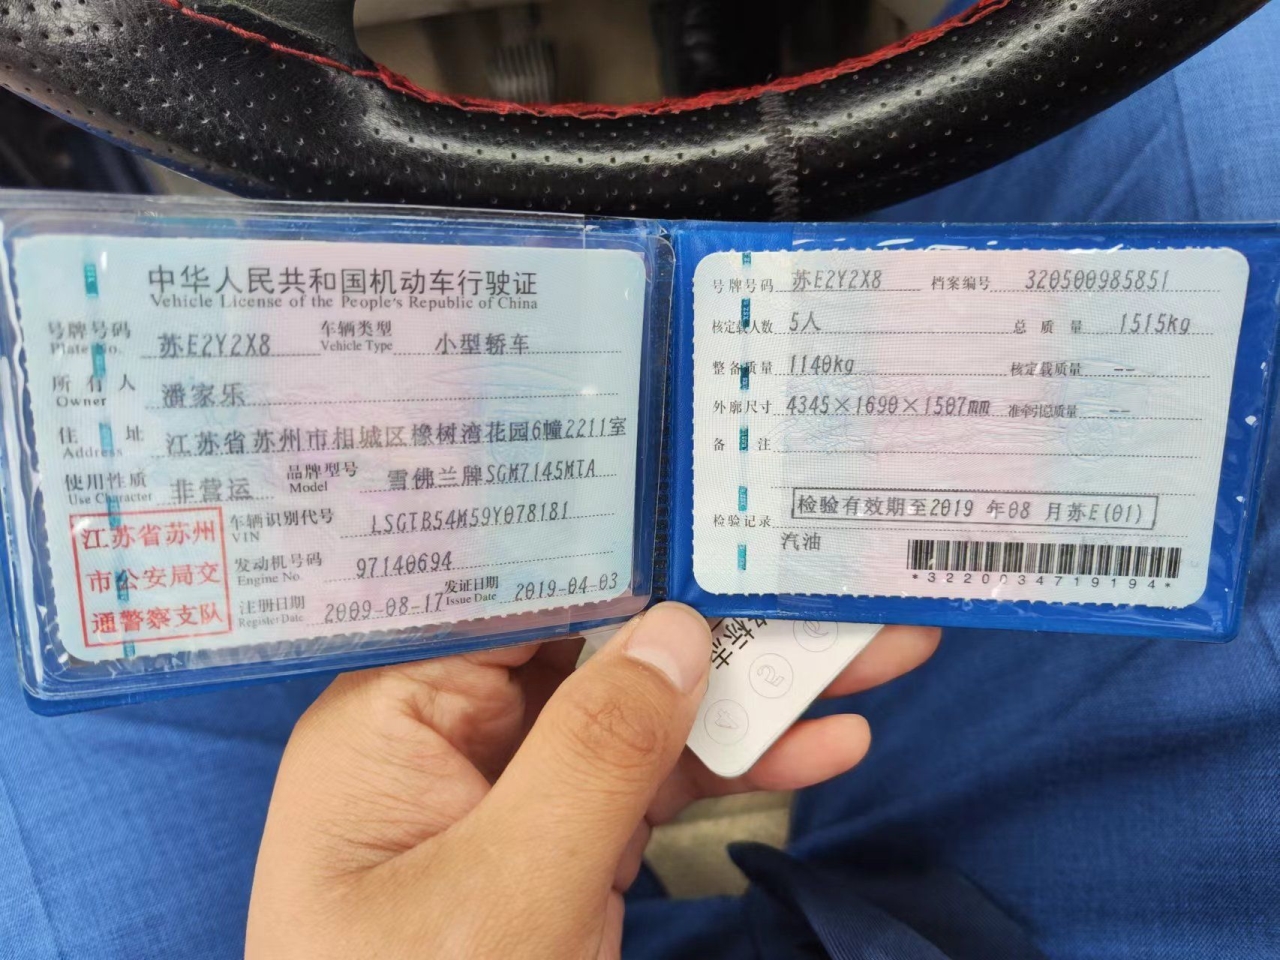 中华人民共和国机动车行驶证
Vehicle License of the People's Republic of China
号牌号码 苏E2Y2X8 车辆类型 小型轿车
Plate No. Vehicle Type
所有人 潘家乐
Owner
住址 江苏省苏州市相城区橡树湾花园6幢2211室
Address
使用性质 非营运 品牌型号 雪佛兰牌SGM7145MTA
Use Character Model
车辆识别代号 LSGTB54M59Y078181
VIN
发动机号码 97140694
Engine No.
注册日期 2009-08-17 发证日期 2019-04-03
Register Date Issue Date
江苏省苏州
市公安局交
通警察支队
号牌号码 苏E2Y2X8 档案编号 320500985851
核定载人数 5人 总质量 1515kg
整备质量 1140kg 核定载质量 --
外廓尺寸 4345×1690×1507mm 准牵引总质量 --
备注
检验记录 检验有效期至2019 年08 月苏E(01)
汽油
*3220034719194*